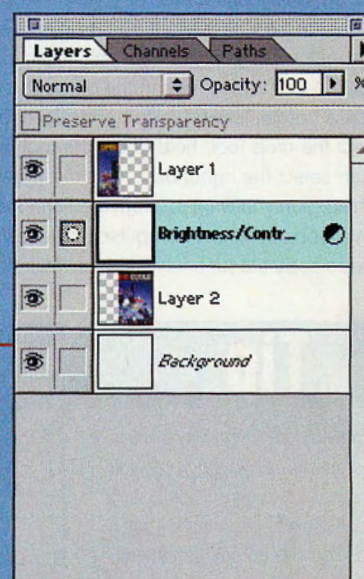 Layers Channels Paths
Normal Opacity: 100 %
Preserve Transparency
Layer 1
Brightness/Contr...
Layer 2
Background